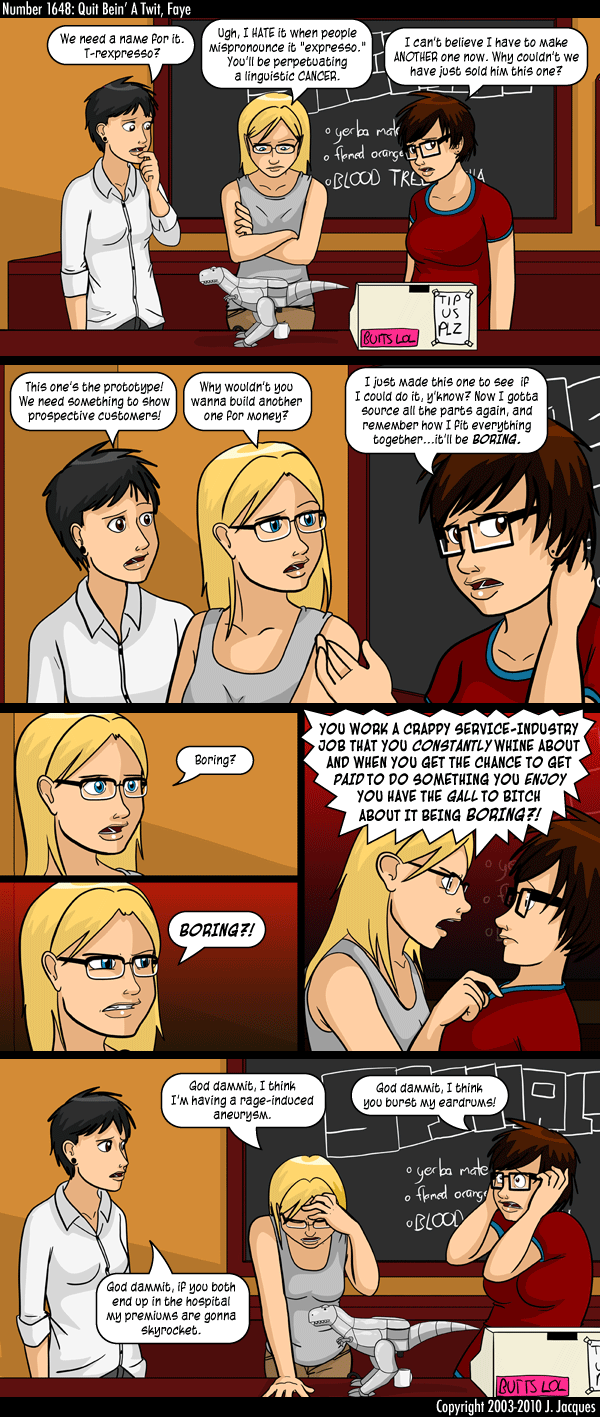 Number 1648: Quit Bein' A Twit, Faye
We need a name for it.
T-rexpresso?
Ugh, I HATE it when people
mispronounce it "expresso."
You'll be perpetuating
a linguistic CANCER.
I can't believe I have to make
ANOTHER one now. Why couldn't we
have just sold him this one?
yerba mate
flamed orange
BLOOD TREE
TIP
US
PLZ
BUTTS LOL
This one's the prototype!
We need something to show
prospective customers!
Why wouldn't you
wanna build another
one for money?
I just made this one to see if
I could do it, y'know? Now I gotta
source all the parts again, and
remember how I fit everything
together...it'll be BORING.
Boring?
BORING?!
YOU WORK A CRAPPY SERVICE-INDUSTRY
JOB THAT YOU CONSTANTLY WHINE ABOUT
AND WHEN YOU GET THE CHANCE TO GET
PAID TO DO SOMETHING YOU ENJOY
YOU HAVE THE GALL TO BITCH
ABOUT IT BEING BORING?!
God dammit, I think
I'm having a rage-induced
aneurysm.
God dammit, I think
you burst my eardrums!
yerba mate
flamed orange
BLOOD
God dammit, if you both
end up in the hospital
my premiums are gonna
skyrocket.
BUTTS LOL
Copyright 2003-2010 J. Jacques